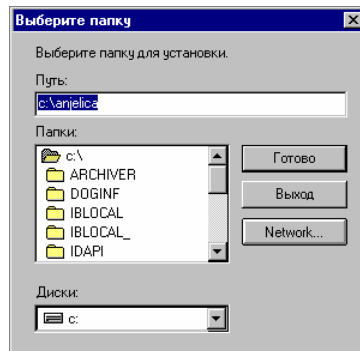 Выберите папку
Выберите папку для установки.
Путь:
c:\anjelica
Папки:
c:\
ARCHIVER
DOGINF
IBLOCAL
IBLOCAL_
IDAPI
Готово
Выход
Network...
Диски:
c: